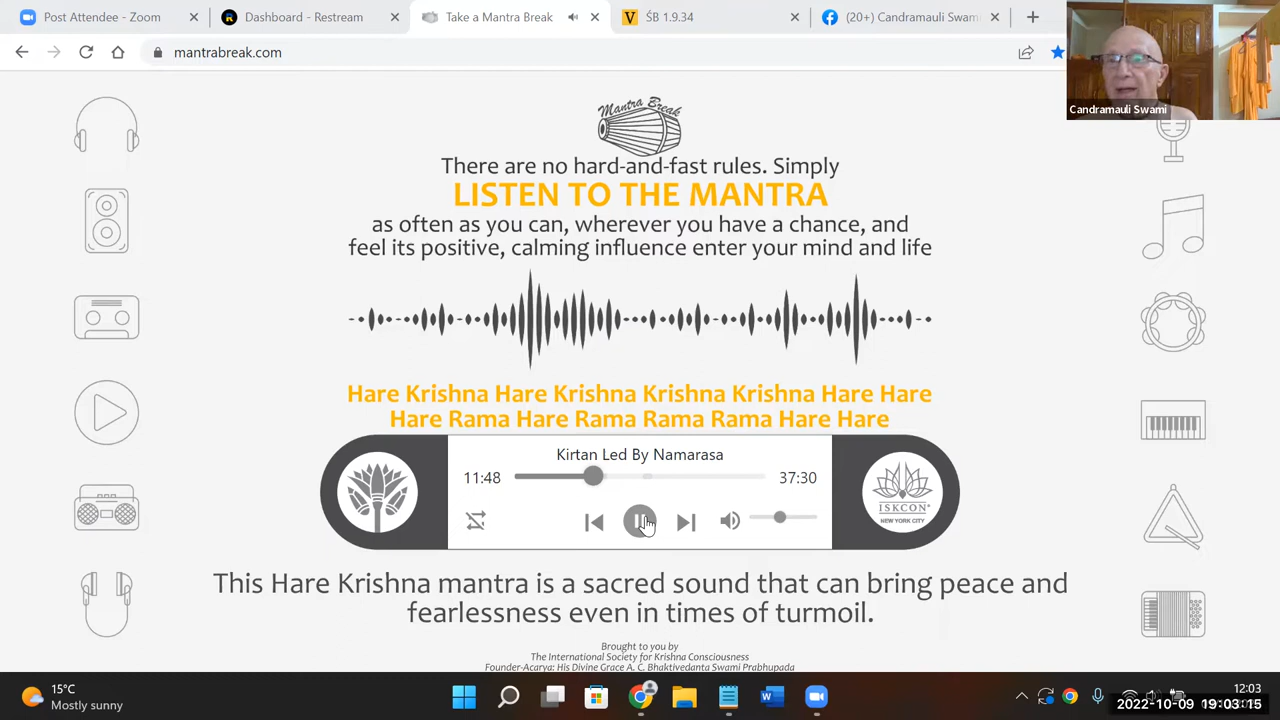 Post Attendee - Zoom
Dashboard - Restream
Take a Mantra Break
V
ŚB 1.9.34
(20+) Candramauli Swami
mantrabreak.com
Candramauli Swami
Mantra Break
There are no hard-and-fast rules. Simply
LISTEN TO THE MANTRA
as often as you can, wherever you have a chance, and
feel its positive, calming influence enter your mind and life
Hare Krishna Hare Krishna Krishna Krishna Hare Hare
Hare Rama Hare Rama Rama Rama Hare Hare
Kirtan Led By Namarasa
11:48
37:30
ISKCON
NEW YORK CITY
This Hare Krishna mantra is a sacred sound that can bring peace and
fearlessness even in times of turmoil.
Brought to you by
The International Society for Krishna Consciousness
Founder-Acarya: His Divine Grace A. C. Bhaktivedanta Swami Prabhupada
15°C
Mostly sunny
12:03
2022-10-09 19:03:15